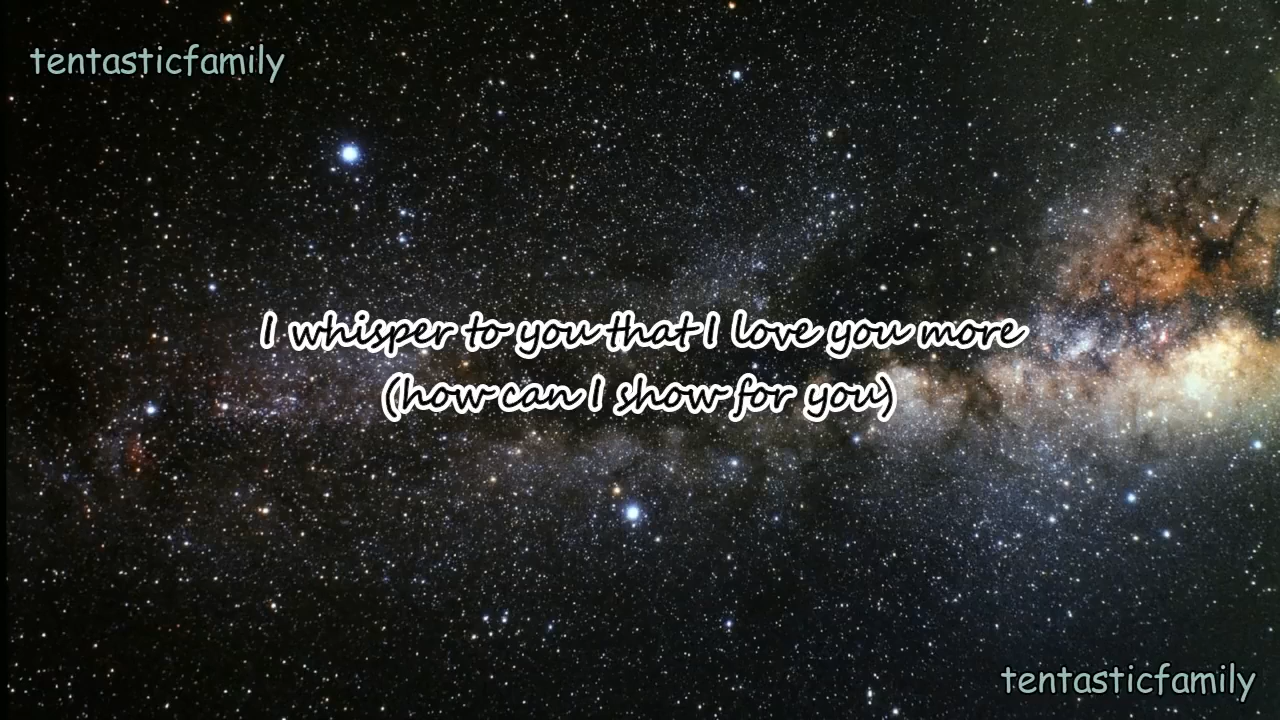 tentasticfamily
I whisper to you that I love you more
(how can I show for you)
tentasticfamily